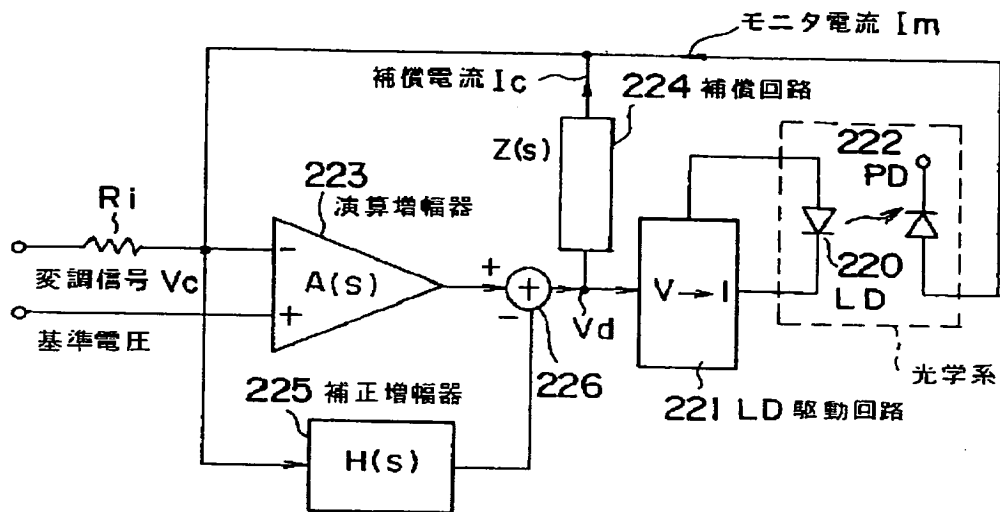 モニタ電流 Im
補償電流 Ic
224 補償回路
Z(s)
222
PD
223
演算増幅器
Ri
変調信号 Vc
A(s)
-
+
基準電圧
+
+
-
Vd
V→I
220
LD
光学系
226
225 補正増幅器
221 LD 駆動回路
H(s)